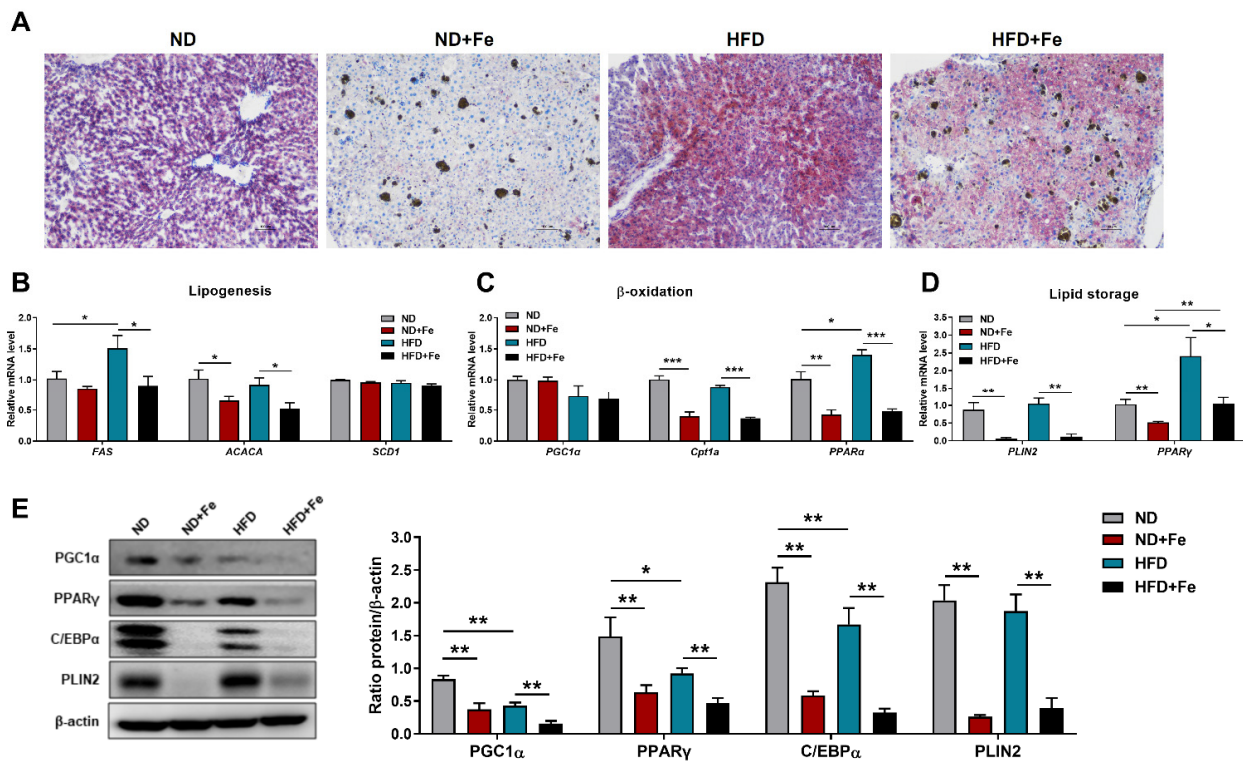 A
ND
ND+Fe
HFD
HFD+Fe
B
Lipogenesis
Relative mRNA level
2.0
1.5
1.0
0.5
0.0
* * * *
ND
ND+Fe
HFD
HFD+Fe
FAS ACACA SCD1
C
β-oxidation
Relative mRNA level
2.0
1.5
1.0
0.5
0.0
ND
ND+Fe
HFD
HFD+Fe
*** *** ** * ***
PGC1α Cpt1a PPARα
D
Lipid storage
Relative mRNA level
3.5
3.0
2.5
2.0
1.5
1.0
0.5
0.0
ND
ND+Fe
HFD
HFD+Fe
** ** ** * ** *
PLIN2 PPARγ
E
ND ND+Fe HFD HFD+Fe
PGC1α
PPARγ
C/EBPα
PLIN2
β-actin
Ratio protein/β-actin
3.0
2.5
2.0
1.5
1.0
0.5
0.0
** ** **
* ** **
** ** **
** **
PGC1α PPARγ C/EBPα PLIN2
ND
ND+Fe
HFD
HFD+Fe